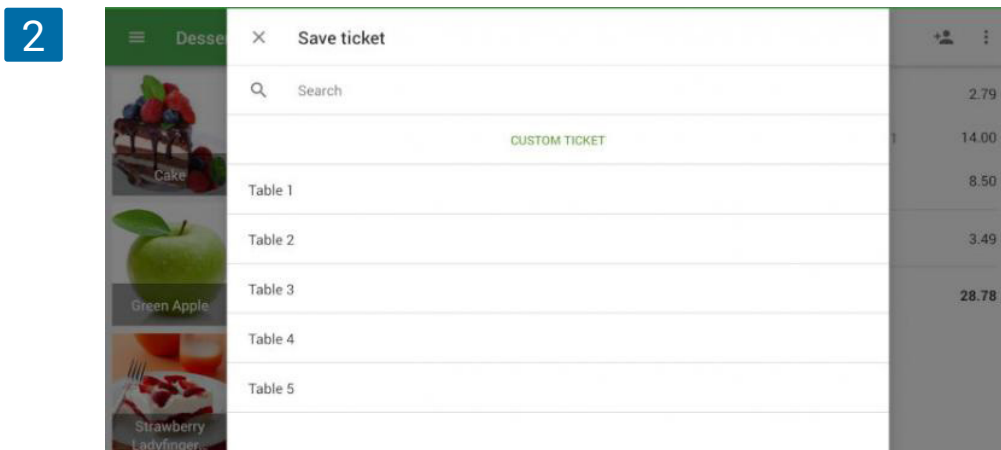 2
Desse
Save ticket
Search
2.79
CUSTOM TICKET
14.00
Cake
Table 1
8.50
Table 2
3.49
Table 3
Green Apple
28.78
Table 4
Table 5
Strawberry
Ladyfinger...